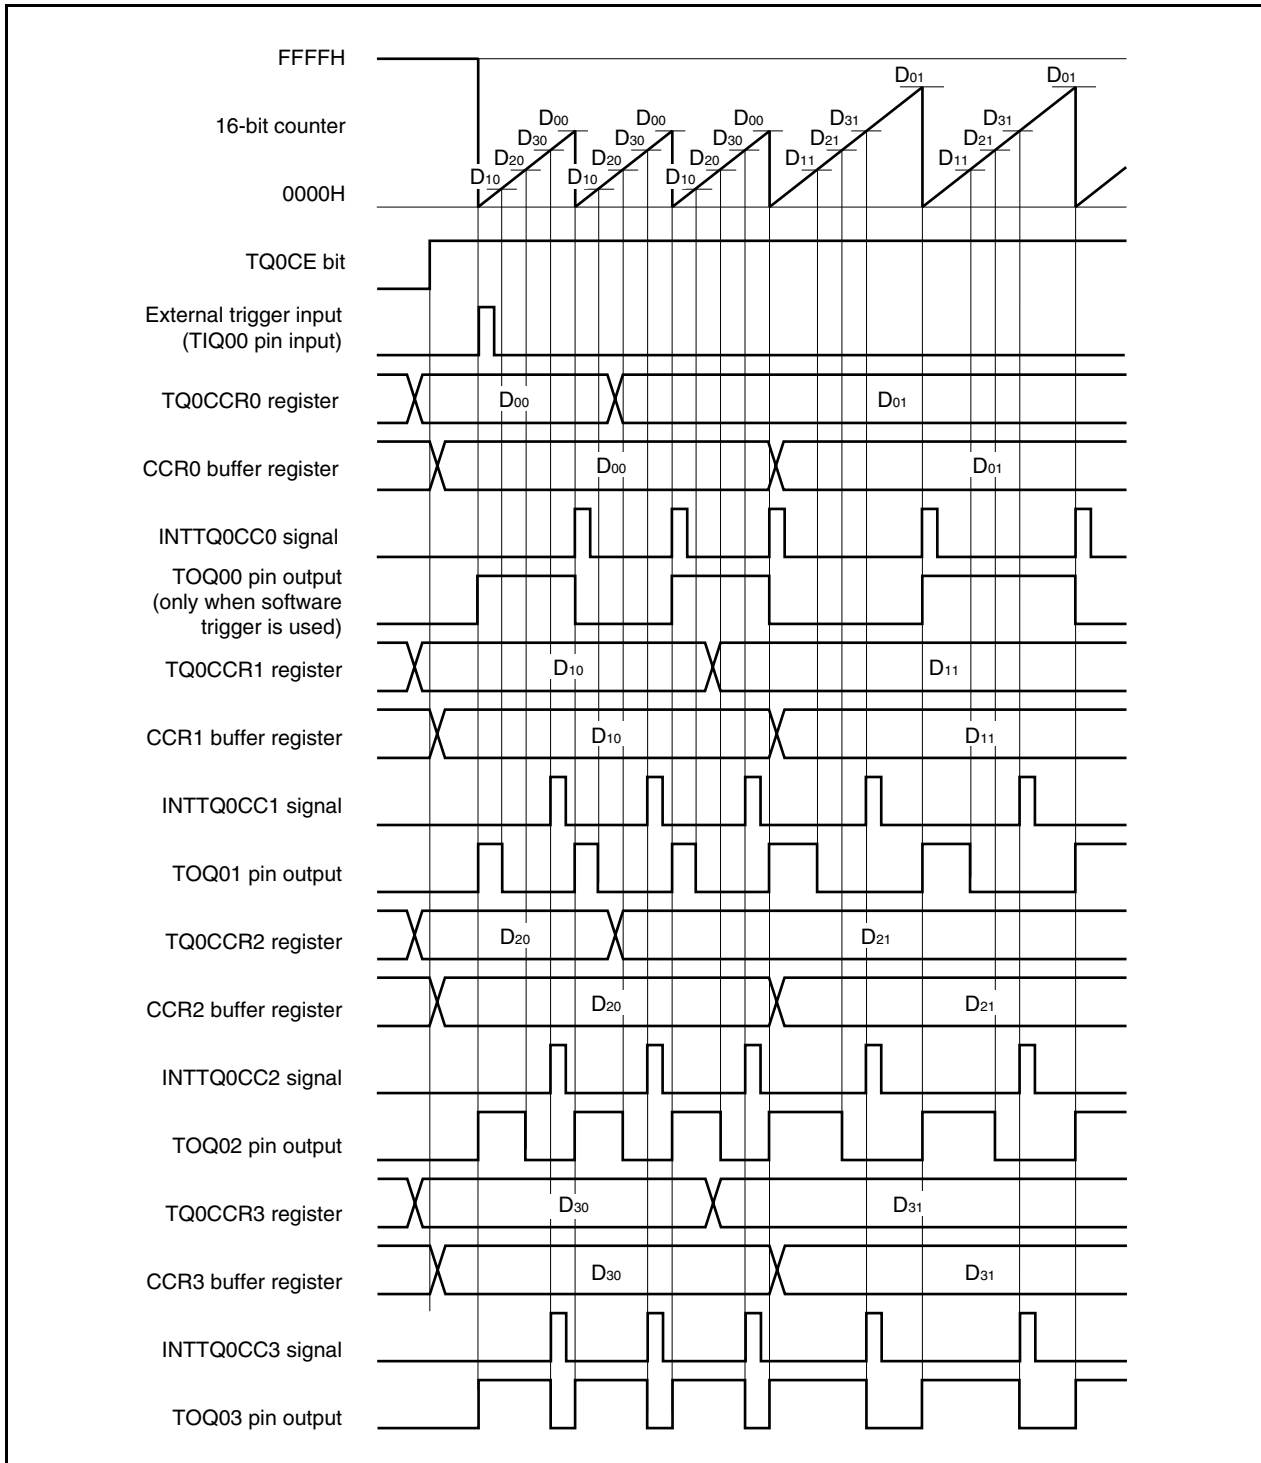 FFFFH
16-bit counter
0000H
D10 D20 D30 D00 D10 D20 D30 D00 D10 D20 D30 D00 D11 D21 D31 D01 D11 D21 D31 D01
TQ0CE bit
External trigger input
(TIQ00 pin input)
TQ0CCR0 register D00 D01
CCR0 buffer register D00 D01
INTTQ0CC0 signal
TOQ00 pin output
(only when software
trigger is used)
TQ0CCR1 register D10 D11
CCR1 buffer register D10 D11
INTTQ0CC1 signal
TOQ01 pin output
TQ0CCR2 register D20 D21
CCR2 buffer register D20 D21
INTTQ0CC2 signal
TOQ02 pin output
TQ0CCR3 register D30 D31
CCR3 buffer register D30 D31
INTTQ0CC3 signal
TOQ03 pin output